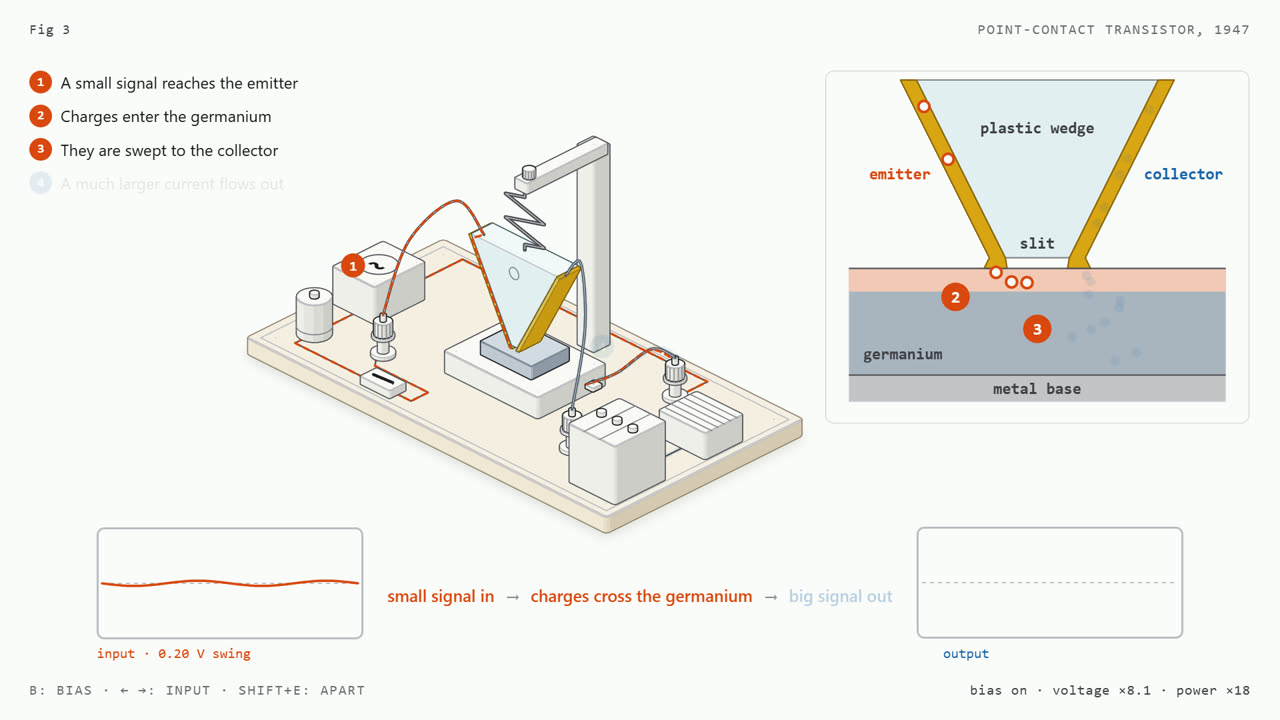 Fig 3
POINT-CONTACT TRANSISTOR, 1947
1 A small signal reaches the emitter
2 Charges enter the germanium
3 They are swept to the collector
4 A much larger current flows out
1
plastic wedge
emitter
collector
slit
2
3
germanium
metal base
small signal in → charges cross the germanium → big signal out
input · 0.20 V swing
output
B: BIAS · ← →: INPUT · SHIFT+E: APART
bias on · voltage ×8.1 · power ×18